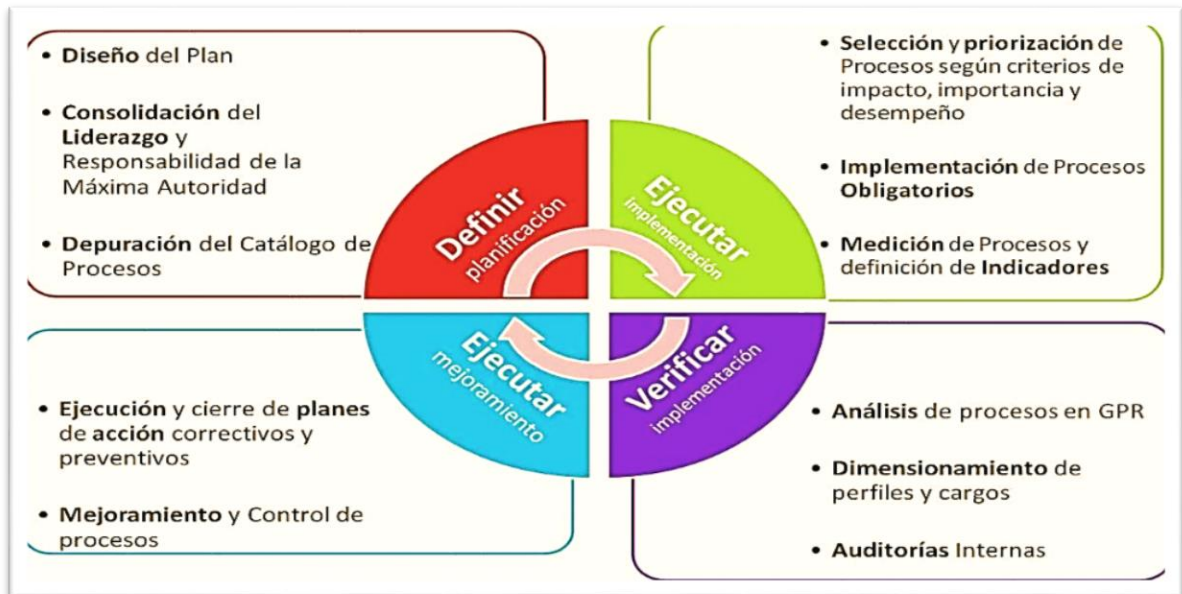 • Diseño del Plan
• Consolidación del
Liderazgo y
Responsabilidad de la
Máxima Autoridad
• Depuración del Catálogo de
Procesos
• Selección y priorización de
Procesos según criterios de
impacto, importancia y
desempeño
• Implementación de Procesos
Obligatorios
• Medición de Procesos y
definición de Indicadores
Definir
planificación
Ejecutar
implementación
Ejecutar
mejoramiento
Verificar
implementación
• Ejecución y cierre de planes
de acción correctivos y
preventivos
• Mejoramiento y Control de
procesos
• Análisis de procesos en GPR
• Dimensionamiento de
perfiles y cargos
• Auditorías Internas